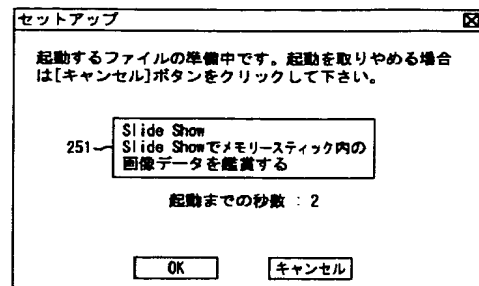 セットアップ
起動するファイルの準備中です。起動を取りやめる場合
は[キャンセル]ボタンをクリックして下さい。
Slide Show
251 Slide Showでメモリースティック内の
画像データを鑑賞する
起動までの秒数 : 2
OK キャンセル